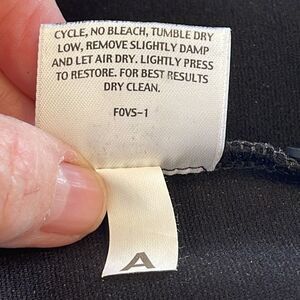 CYCLE, NO BLEACH, TUMBLE DRY
LOW, REMOVE SLIGHTLY DAMP
AND LET AIR DRY. LIGHTLY PRESS
TO RESTORE. FOR BEST RESULTS
DRY CLEAN.
F0VS-1
A